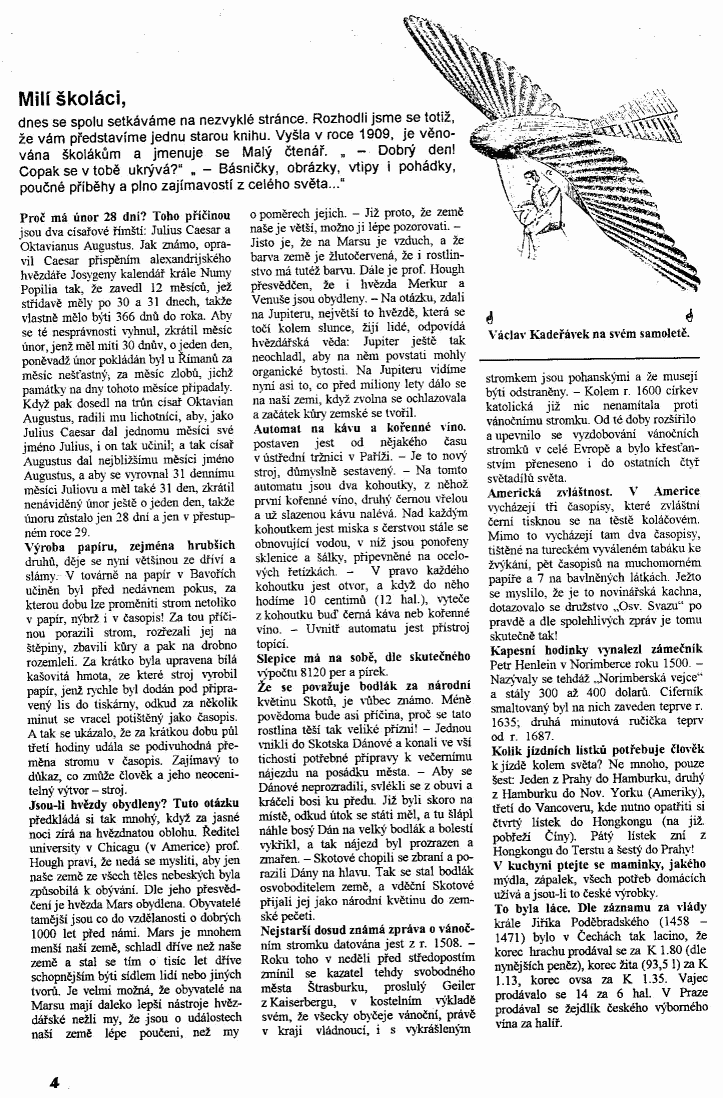 Milí školáci,
dnes se spolu setkáváme na nezvyklé stránce. Rozhodli jsme se totiž,
že vám představíme jednu starou knihu. Vyšla v roce 1909, je věno-
vána školákům a jmenuje se Malý čtenář. „ – Dobrý den!
Copak se v tobě ukrývá?“ „ – Básničky, obrázky, vtipy i pohádky,
poučné příběhy a plno zajímavostí z celého světa...“
Proč má únor 28 dní? Toho příčinou
jsou dva císařové římští: Julius Caesar a
Oktavianus Augustus. Jak známo, opra-
vil Caesar přispěním alexandrijského
hvězdáře Josygeny kalendář krále Numy
Popilia tak, že zavedl 12 měsíců, jež
střídavě měly po 30 a 31 dnech, takže
vlastně mělo býti 366 dnů do roka. Aby
se té nesprávnosti vyhnul, zkrátil měsíc
únor, jenž měl míti 30 dnův, o jeden den,
poněvadž únor pokládán byl u Římanů za
měsíc nešťastný, za měsíc zlobů, jichž
památky na dny tohoto měsíce připadaly.
Když pak dosedl na trůn císař Oktavian
Augustus, radili mu lichotníci, aby, jako
Julius Caesar dal jednomu měsíci své
jméno Julius, i on tak učinil; a tak císař
Augustus dal nejbližšímu měsíci jméno
Augustus, a aby se vyrovnal 31 dennímu
měsíci Juliovu a měl také 31 den, zkrátil
nenáviděný únor ještě o jeden den, takže
únoru zůstalo jen 28 dní a jen v přestup-
ném roce 29.
Výroba papíru, zejména hrubších
druhů, děje se nyní většinou ze dříví a
slámy. V továrně na papír v Bavořích
učiněn byl před nedávnem pokus, za
kterou dobu lze proměniti strom netoliko
v papír, nýbrž i v časopis! Za tou příči-
nou porazili strom, rozřezali jej na
štěpiny, zbavili kůry a pak na drobno
rozemleli. Za krátko byla upravena bílá
kašovitá hmota, ze které stroj vyrobil
papír, jenž rychle byl dodán pod připra-
vený lis do tiskárny, odkud za několik
minut se vracel potištěný jako časopis.
A tak se ukázalo, že za krátkou dobu půl
třetí hodiny udála se podivuhodná pře-
měna stromu v časopis. Zajímavý to
důkaz, co zmůže člověk a jeho neoceni-
telný výtvor – stroj.
Jsou-li hvězdy obydleny? Tuto otázku
předkládá si tak mnohý, když za jasné
noci zírá na hvězdnatou oblohu. Ředitel
university v Chicagu (v Americe) prof.
Hough praví, že nedá se mysliti, aby jen
naše země ze všech těles nebeských byla
způsobilá k obývání. Dle jeho přesvěd-
čení je hvězda Mars obydlena. Obyvatelé
tamější jsou co do vzdělanosti o dobrých
1000 let před námi. Mars je mnohem
menší naší země, schladl dříve než naše
země a stal se tím o tisíc let dříve
schopnějším býti sídlem lidí nebo jiných
tvorů. Je velmi možná, že obyvatelé na
Marsu mají daleko lepší nástroje hvěz-
dářské nežli my, že jsou o událostech
naší země lépe poučeni, než my
o poměrech jejich. – Již proto, že země
naše je větší, možno ji lépe pozorovati. –
Jisto je, že na Marsu je vzduch, a že
barva země je žlutočervená, že i rostlin-
stvo má tutéž barvu. Dále je prof. Hough
přesvědčen, že i hvězda Merkur a
Venuše jsou obydleny. – Na otázku, zdali
na Jupiteru, největší to hvězdě, která se
točí kolem slunce, žijí lidé, odpovídá
hvězdářská věda: Jupiter ještě tak
neochladl, aby na něm povstati mohly
organické bytosti. Na Jupiteru vidíme
nyní asi to, co před miliony lety dálo se
na naší zemi, když zvolna se ochlazovala
a začátek kůry zemské se tvořil.
Automat na kávu a kořenné víno.
postaven jest od nějakého času
v ústřední tržnici v Paříži. – Je to nový
stroj, důmyslně sestavený. – Na tomto
automatu jsou dva kohoutky, z něhož
první kořenné víno, druhý černou vřelou
a už slazenou kávu nalévá. Nad každým
kohoutkem jest miska s čerstvou stále se
obnovující vodou, v níž jsou ponořeny
sklenice a šálky, připevněné na ocelo-
vých řetízkách. – V pravo každého
kohoutku jest otvor, a když do něho
hodíme 10 centimů (12 hal.), vyteče
z kohoutku buď černá káva neb kořenné
víno. – Uvnitř automatu jest přístroj
topící.
Slepice má na sobě, dle skutečného
výpočtu 8120 per a pírek.
Že se považuje bodlák za národní
květinu Skotů, je vůbec známo. Méně
povědoma bude asi příčina, proč se tato
rostlina těší tak veliké přízni! – Jednou
vnikli do Skotska Dánové a konali ve vší
tichosti potřebné přípravy k večernímu
nájezdu na posádku města. – Aby se
Dánové neprozradili, svlékli se z obuvi a
kráčeli bosi ku předu. Již byli skoro na
místě, odkud útok se státi měl, a tu šlápl
náhle bosý Dán na velký bodlák a bolestí
vykřikl, a tak nájezd byl prozrazen a
zmařen. – Skotové chopili se zbraní a po-
razili Dány na hlavu. Tak se stal bodlák
osvoboditelem země, a vděční Skotové
přijali jej jako národní květinu do zem-
ské pečeti.
Nejstarší dosud známá zpráva o vánoč-
ním stromku datována jest z r. 1508. –
Roku toho v neděli před středopostím
zmínil se kazatel tehdy svobodného
města Štrasburku, proslulý Geiler
z Kaiserbergu, v kostelním výkladě
svém, že všecky obyčeje vánoční, právě
v kraji vládnoucí, i s vykrášleným
Václav Kadeřávek na svém samoletě.
stromkem jsou pohanskými a že musejí
býti odstraněny. – Kolem r. 1600 církev
katolická již nic nenamítala proti
vánočnímu stromku. Od té doby rozšířilo
a upevnilo se vyzdobování vánočních
stromků v celé Evropě a bylo křesťan-
stvím přeneseno i do ostatních čtyř
světadílů světa.
Americká zvláštnost. V Americe
vycházejí tři časopisy, které zvláštní
černí tisknou se na těstě koláčovém.
Mimo to vycházejí tam dva časopisy,
tištěné na tureckém vyváleném tabáku ke
žvýkání, pět časopisů na muchomorném
papíře a 7 na bavlněných látkách. Ježto
se myslilo, že je to novinářská kachna,
dotazovalo se družstvo „Osv. Svazu“ po
pravdě a dle spolehlivých zpráv je tomu
skutečně tak!
Kapesní hodinky vynalezl zámečník
Petr Henlein v Norimberce roku 1500. –
Nazývaly se tehdáž „Norimberská vejce“
a stály 300 až 400 dolarů. Ciferník
smaltovaný byl na nich zaveden teprve r.
1635; druhá minutová ručička teprv
od r. 1687.
Kolik jízdních lístků potřebuje člověk
k jízdě kolem světa? Ne mnoho, pouze
šest: Jeden z Prahy do Hamburku, druhý
z Hamburku do Nov. Yorku (Ameriky),
třetí do Vancoveru, kde nutno opatřiti si
čtvrtý lístek do Hongkongu (na již.
pobřeží Číny). Pátý lístek zní z
Hongkongu do Terstu a šestý do Prahy!
V kuchyni ptejte se maminky, jakého
mýdla, zápalek, všech potřeb domácích
užívá a jsou-li to české výrobky.
To byla láce. Dle záznamu za vlády
krále Jiříka Poděbradského (1458 –
1471) bylo v Čechách tak lacino, že
korec hrachu prodával se za K 1.80 (dle
nynějších peněz), korec žita (93,5 l) za K
1.13, korec ovsa za K 1.35. Vajec
prodávalo se 14 za 6 hal. V Praze
prodával se žejdlík českého výborného
vína za halíř.
4